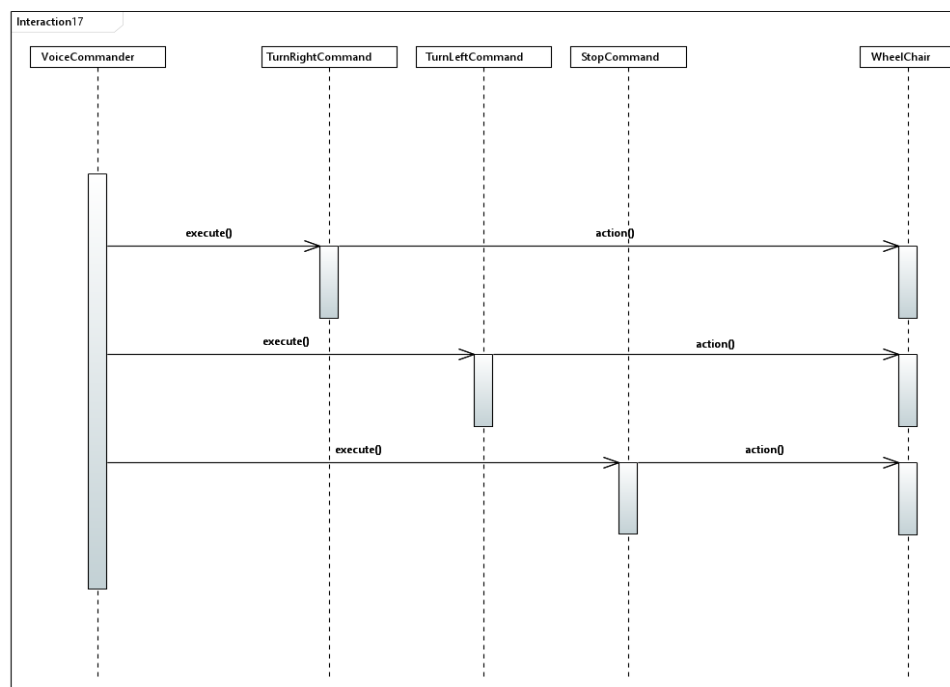 Interaction17
VoiceCommander
TurnRightCommand
TurnLeftCommand
StopCommand
WheelChair
execute()
action()
execute()
action()
execute()
action()